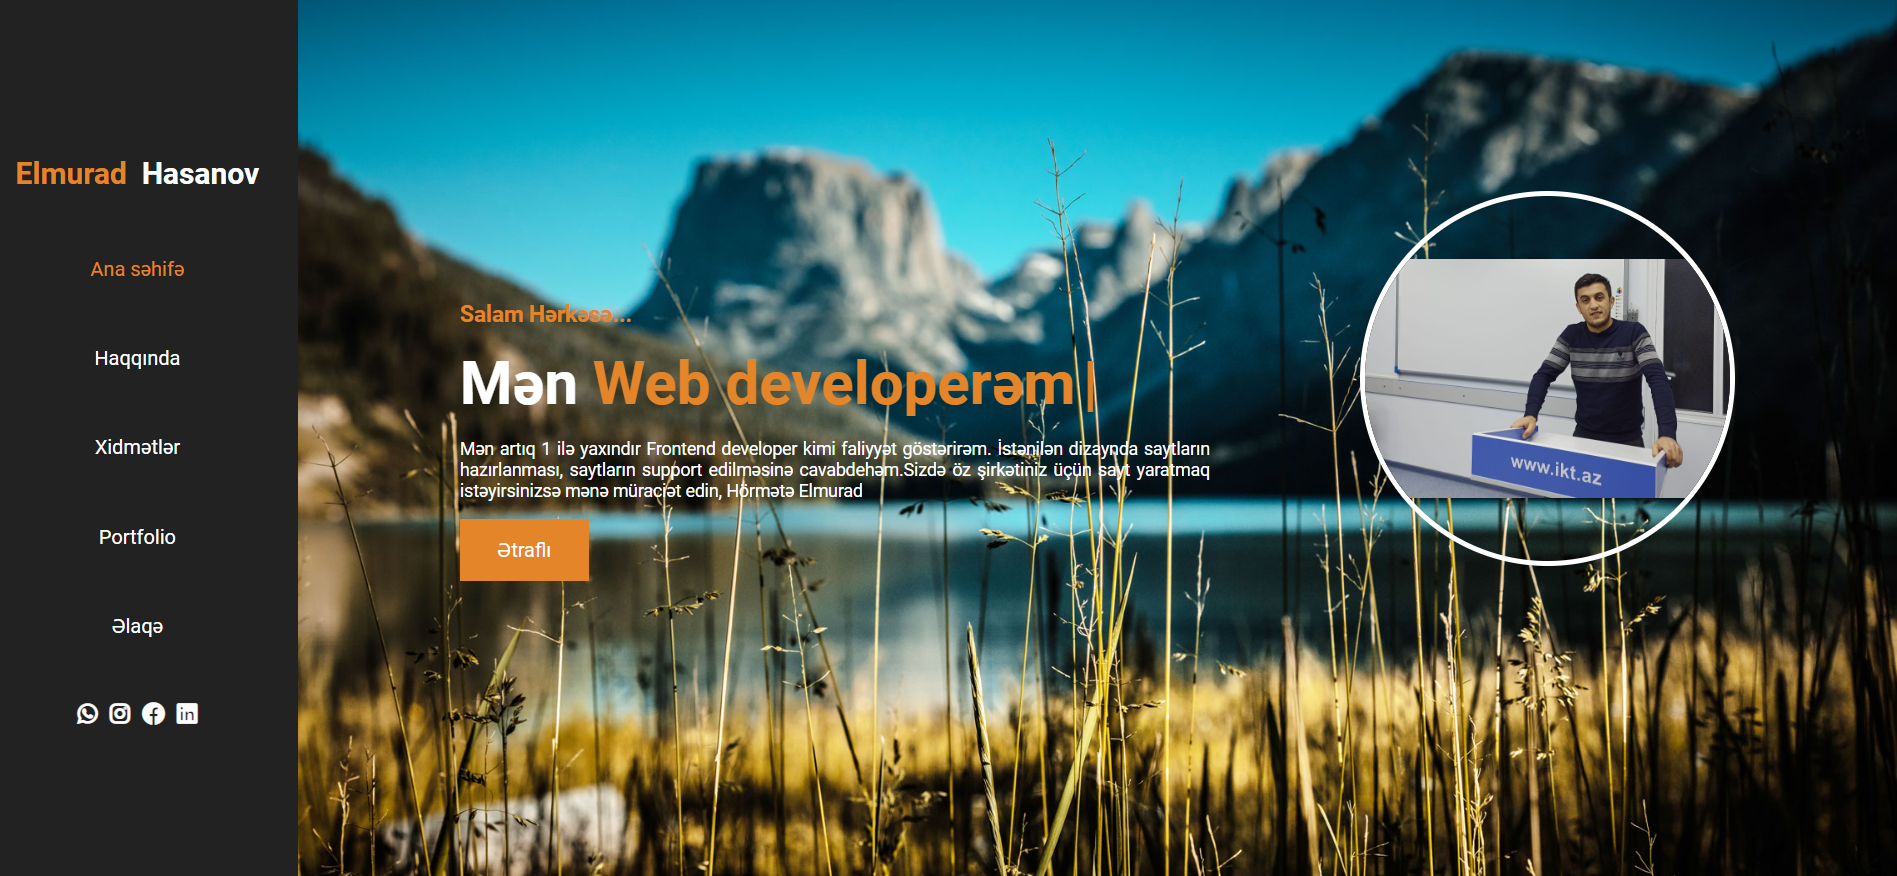 Elmurad Hasanov
Ana səhifə
Haqqında
Xidmətlər
Portfolio
Əlaqə
Salam Hərkəsə...
Mən Web developerəm|
Mən artıq 1 ilə yaxındır Frontend developer kimi faliyyət göstərirəm. İstənilən dizaynda saytların
hazırlanması, saytların support edilməsinə cavabdehəm.Sizdə öz şirkətiniz üçün sayt yaratmaq
istəyirsinizsə mənə müraciət edin, Hörmətə Elmurad
Ətraflı
www.ikt.az